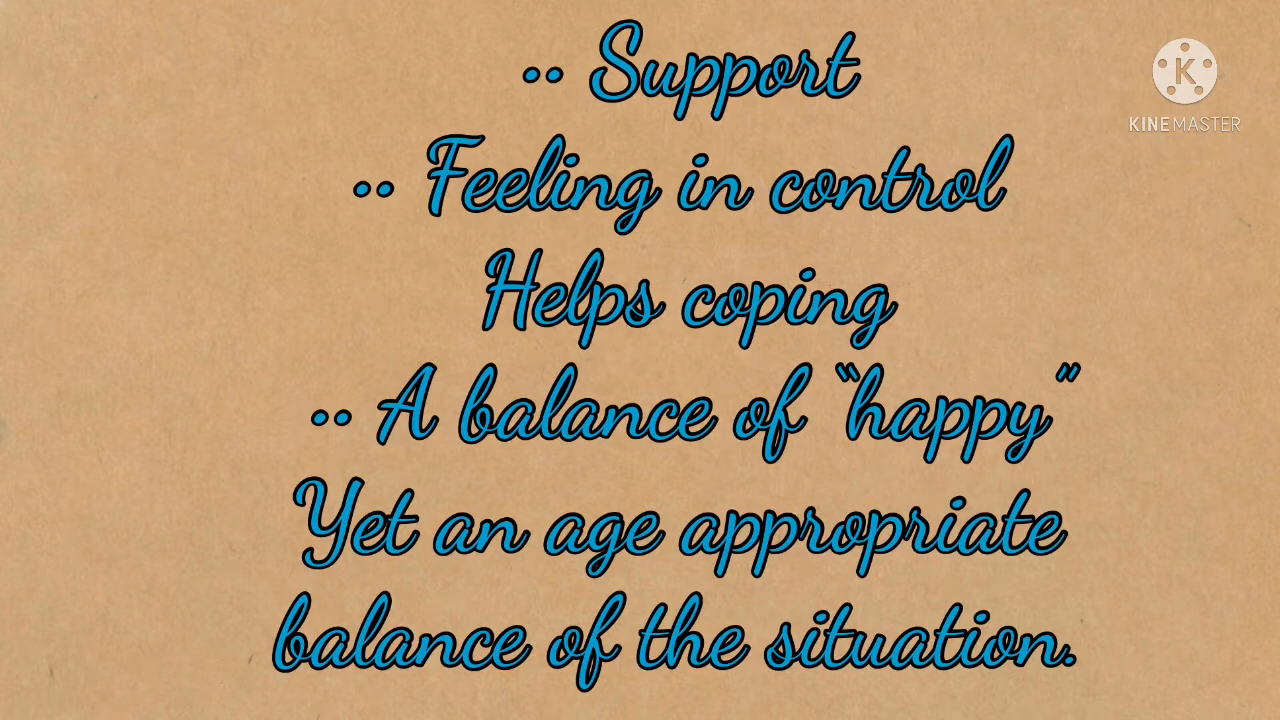 •• Support
•• Feeling in control
Helps coping
•• A balance of “happy”
Yet an age appropriate
balance of the situation.
K
KINEMASTER